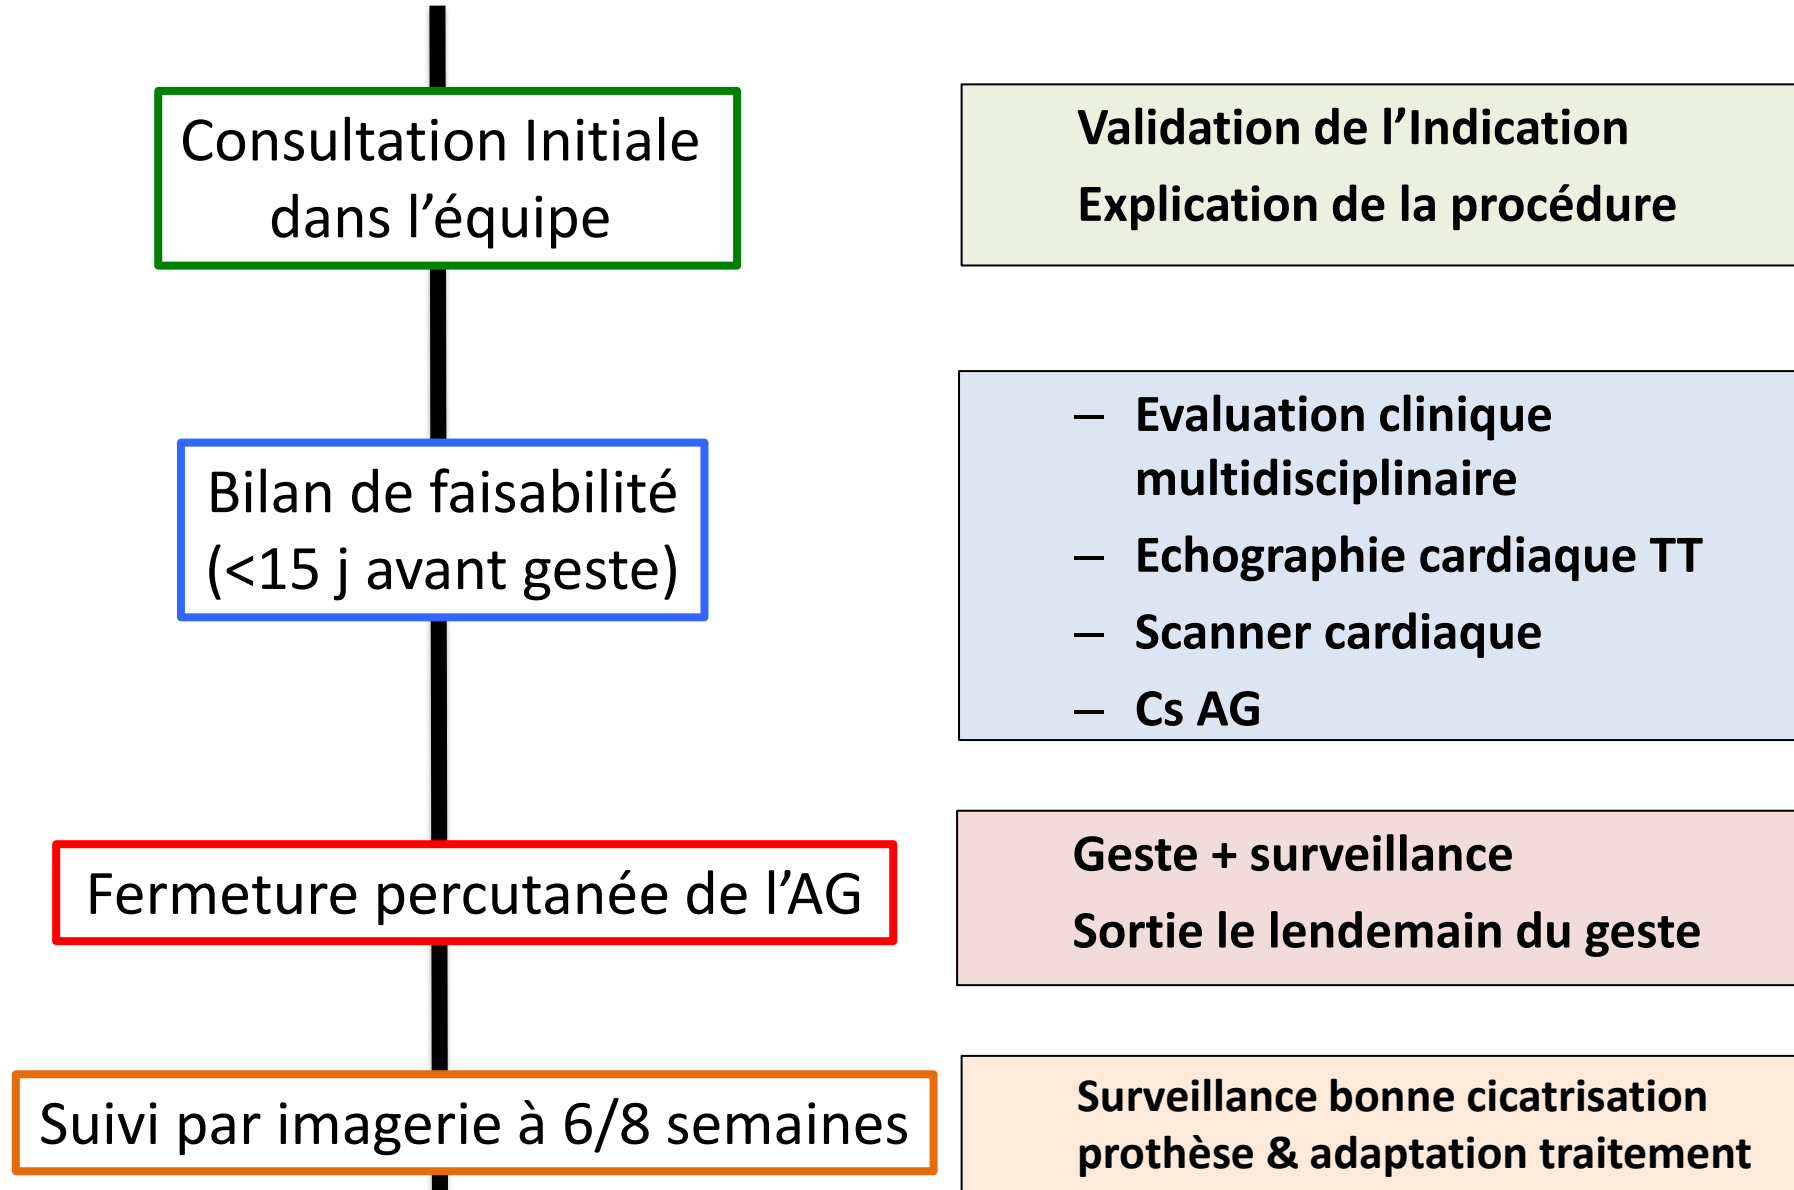 Consultation Initiale
dans l’équipe
Validation de l’Indication
Explication de la procédure
Bilan de faisabilité
(<15 j avant geste)
– Evaluation clinique
multidisciplinaire
– Echographie cardiaque TT
– Scanner cardiaque
– Cs AG
Fermeture percutanée de l’AG
Geste + surveillance
Sortie le lendemain du geste
Suivi par imagerie à 6/8 semaines
Surveillance bonne cicatrisation
prothèse & adaptation traitement